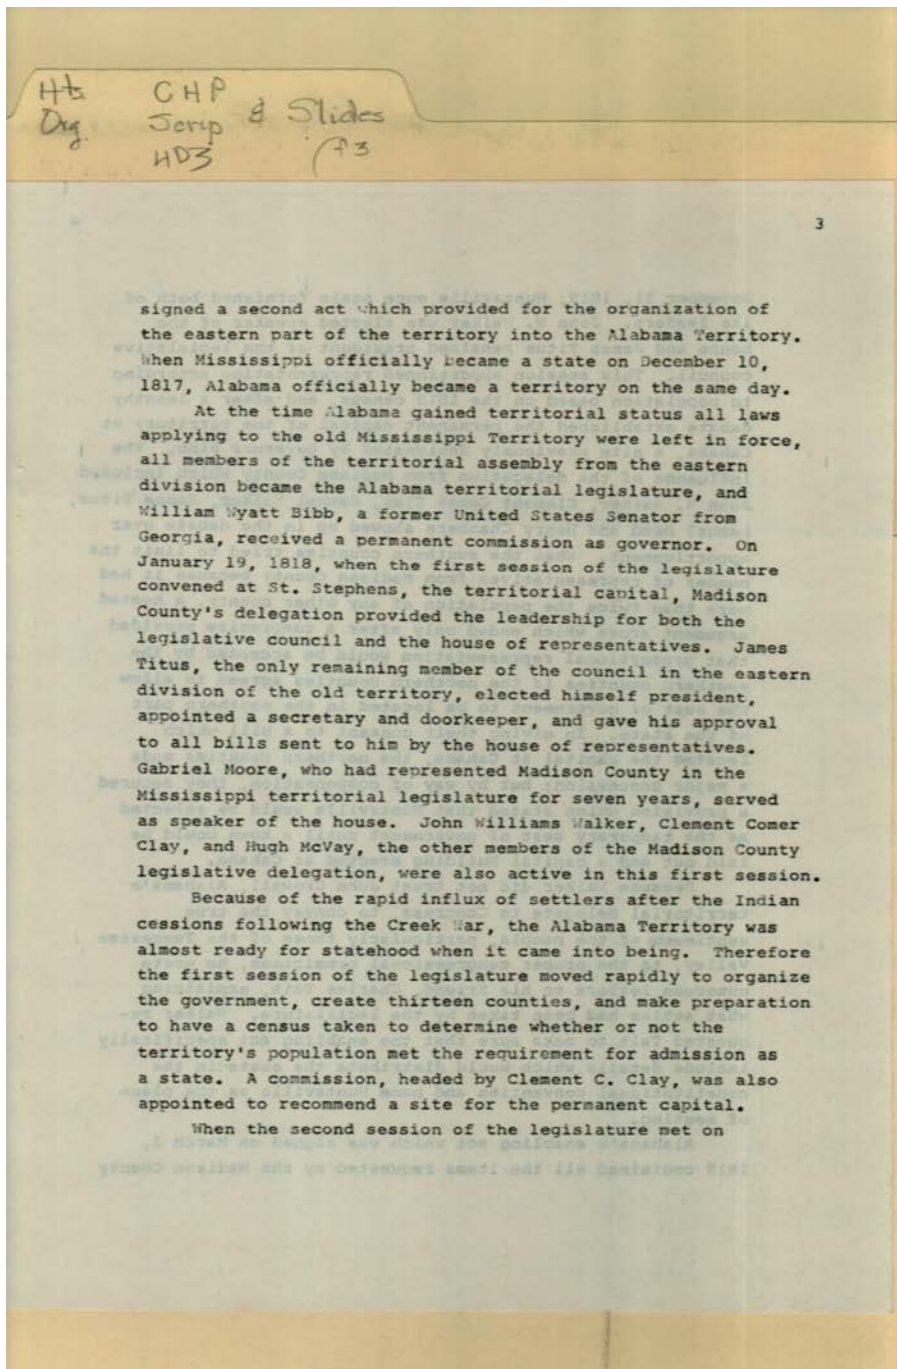 Hts CHP
Org. Scrip & Slides
HD3 f3
3
signed a second act which provided for the organization of
the eastern part of the territory into the Alabama Territory.
When Mississippi officially became a state on December 10,
1817, Alabama officially became a territory on the same day.
At the time Alabama gained territorial status all laws
applying to the old Mississippi Territory were left in force,
all members of the territorial assembly from the eastern
division became the Alabama territorial legislature, and
William Wyatt Bibb, a former United States Senator from
Georgia, received a permanent commission as governor. On
January 19, 1818, when the first session of the legislature
convened at St. Stephens, the territorial capital, Madison
County's delegation provided the leadership for both the
legislative council and the house of representatives. James
Titus, the only remaining member of the council in the eastern
division of the old territory, elected himself president,
appointed a secretary and doorkeeper, and gave his approval
to all bills sent to him by the house of representatives.
Gabriel Moore, who had represented Madison County in the
Mississippi territorial legislature for seven years, served
as speaker of the house. John Williams Walker, Clement Comer
Clay, and Hugh McVay, the other members of the Madison County
legislative delegation, were also active in this first session.
Because of the rapid influx of settlers after the Indian
cessions following the Creek War, the Alabama Territory was
almost ready for statehood when it came into being. Therefore
the first session of the legislature moved rapidly to organize
the government, create thirteen counties, and make preparation
to have a census taken to determine whether or not the
territory's population met the requirement for admission as
a state. A commission, headed by Clement C. Clay, was also
appointed to recommend a site for the permanent capital.
When the second session of the legislature met on